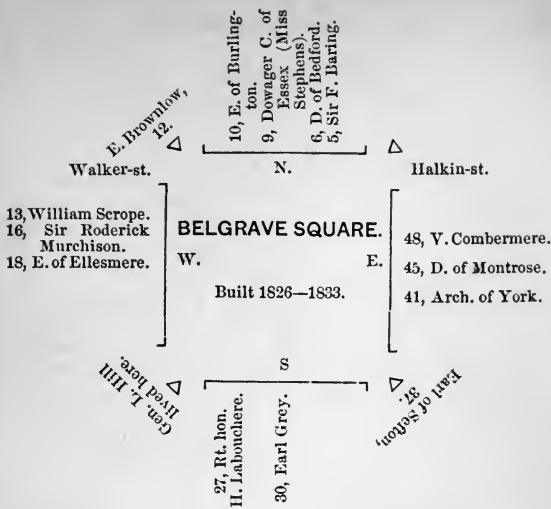 10, E. of Burling-
ton.
9, Dowager C. of
Essex (Miss
Stephens).
6, D. of Bedford.
5, Sir F. Baring.
E. Brownlow,
12.
Walker-st.
N.
Halkin-st.
13, William Scrope.
16, Sir Roderick
Murchison.
18, E. of Ellesmere.
BELGRAVE SQUARE.
W.
E.
Built 1826—1833.
48, V. Combermere.
45, D. of Montrose.
41, Arch. of York.
Gen. L. Hill
lived here.
S
Earl of Sefton,
37.
27, Rt. hon.
H. Labouchere.
30, Earl Grey.